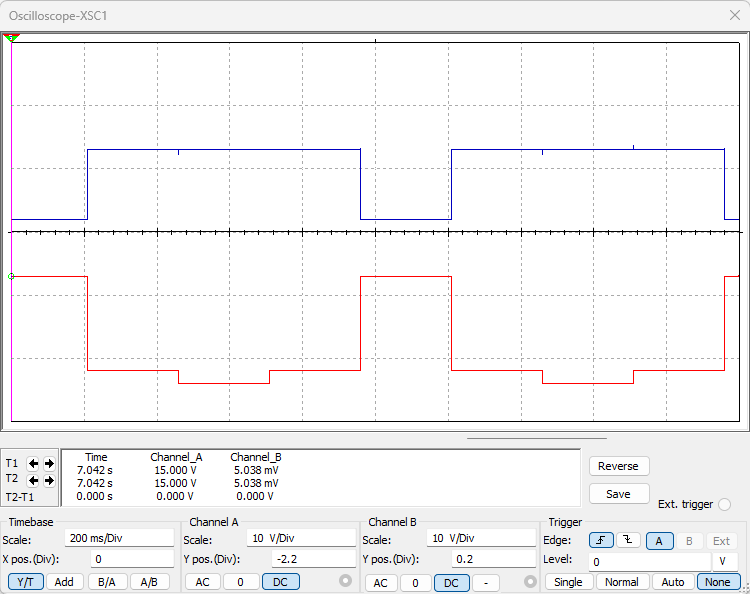 Oscilloscope-XSC1
Time Channel_A Channel_B
T1 7.042 s 15.000 V 5.038 mV
T2 7.042 s 15.000 V 5.038 mV
T2-T1 0.000 s 0.000 V 0.000 V
Reverse
Save
Ext. trigger
Timebase
Scale: 200 ms/Div
X pos.(Div): 0
Y/T Add B/A A/B
Channel A
Scale: 10 V/Div
Y pos.(Div): -2.2
AC 0 DC
Channel B
Scale: 10 V/Div
Y pos.(Div): 0.2
AC 0 DC -
Trigger
Edge: A B Ext
Level: 0 V
Single Normal Auto None